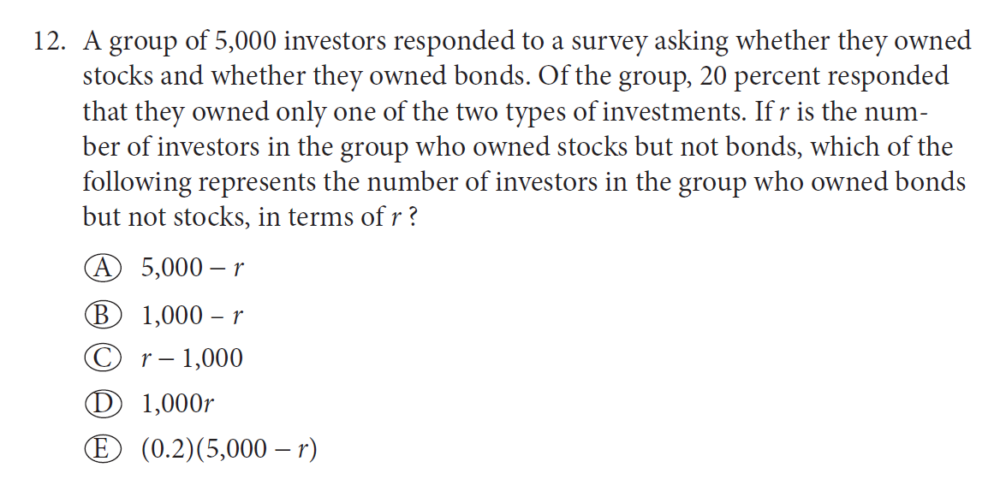 12. A group of 5,000 investors responded to a survey asking whether they owned
stocks and whether they owned bonds. Of the group, 20 percent responded
that they owned only one of the two types of investments. If r is the num-
ber of investors in the group who owned stocks but not bonds, which of the
following represents the number of investors in the group who owned bonds
but not stocks, in terms of r ?
Ⓐ 5,000 – r
Ⓑ 1,000 – r
Ⓒ r – 1,000
Ⓓ 1,000r
Ⓔ (0.2)(5,000 – r)